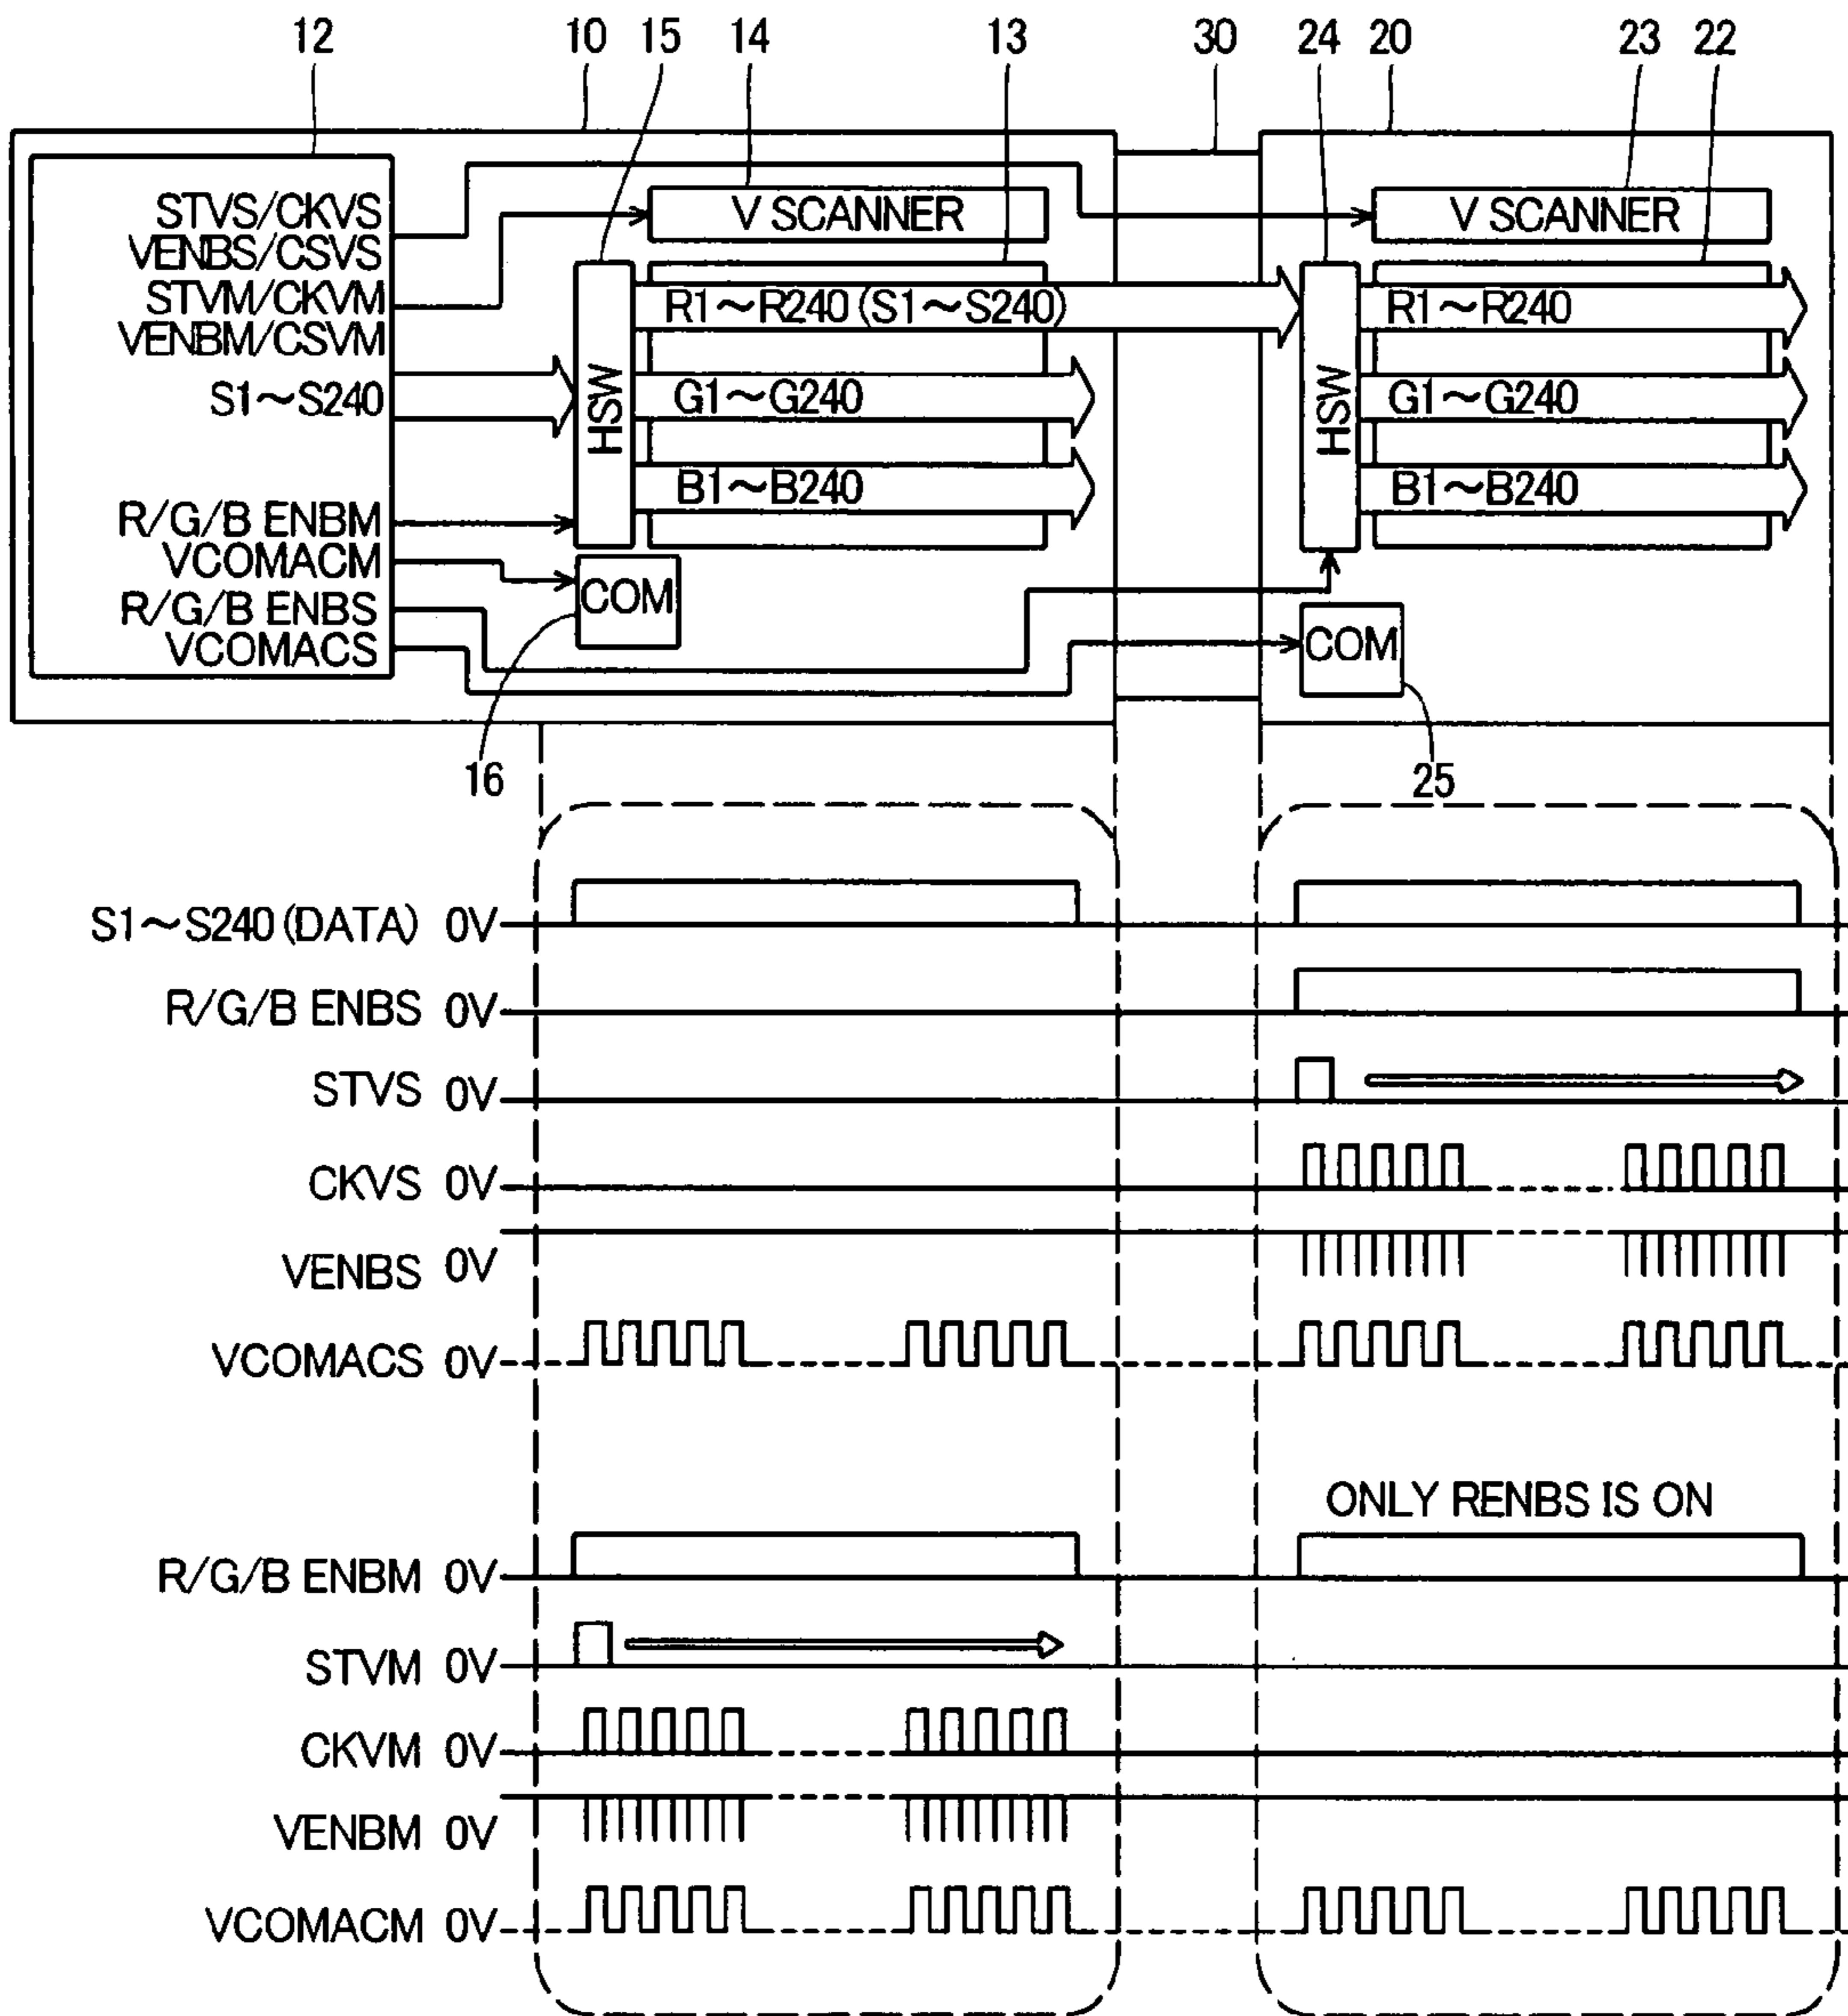 12 10 15 14 13 30 24 20 23 22
STVS/CKVS
VENBS/CSVS
STVM/CKVM
VENBM/CSVM
S1~S240
R/G/B ENBM
VCOMACM
R/G/B ENBS
VCOMACS
V SCANNER
HSW
R1~R240 (S1~S240)
G1~G240
B1~B240
COM
16
V SCANNER
HSW
R1~R240
G1~G240
B1~B240
COM
25
S1~S240 (DATA) 0V
R/G/B ENBS 0V
STVS 0V
CKVS 0V
VENBS 0V
VCOMACS 0V
ONLY RENBS IS ON
R/G/B ENBM 0V
STVM 0V
CKVM 0V
VENBM 0V
VCOMACM 0V